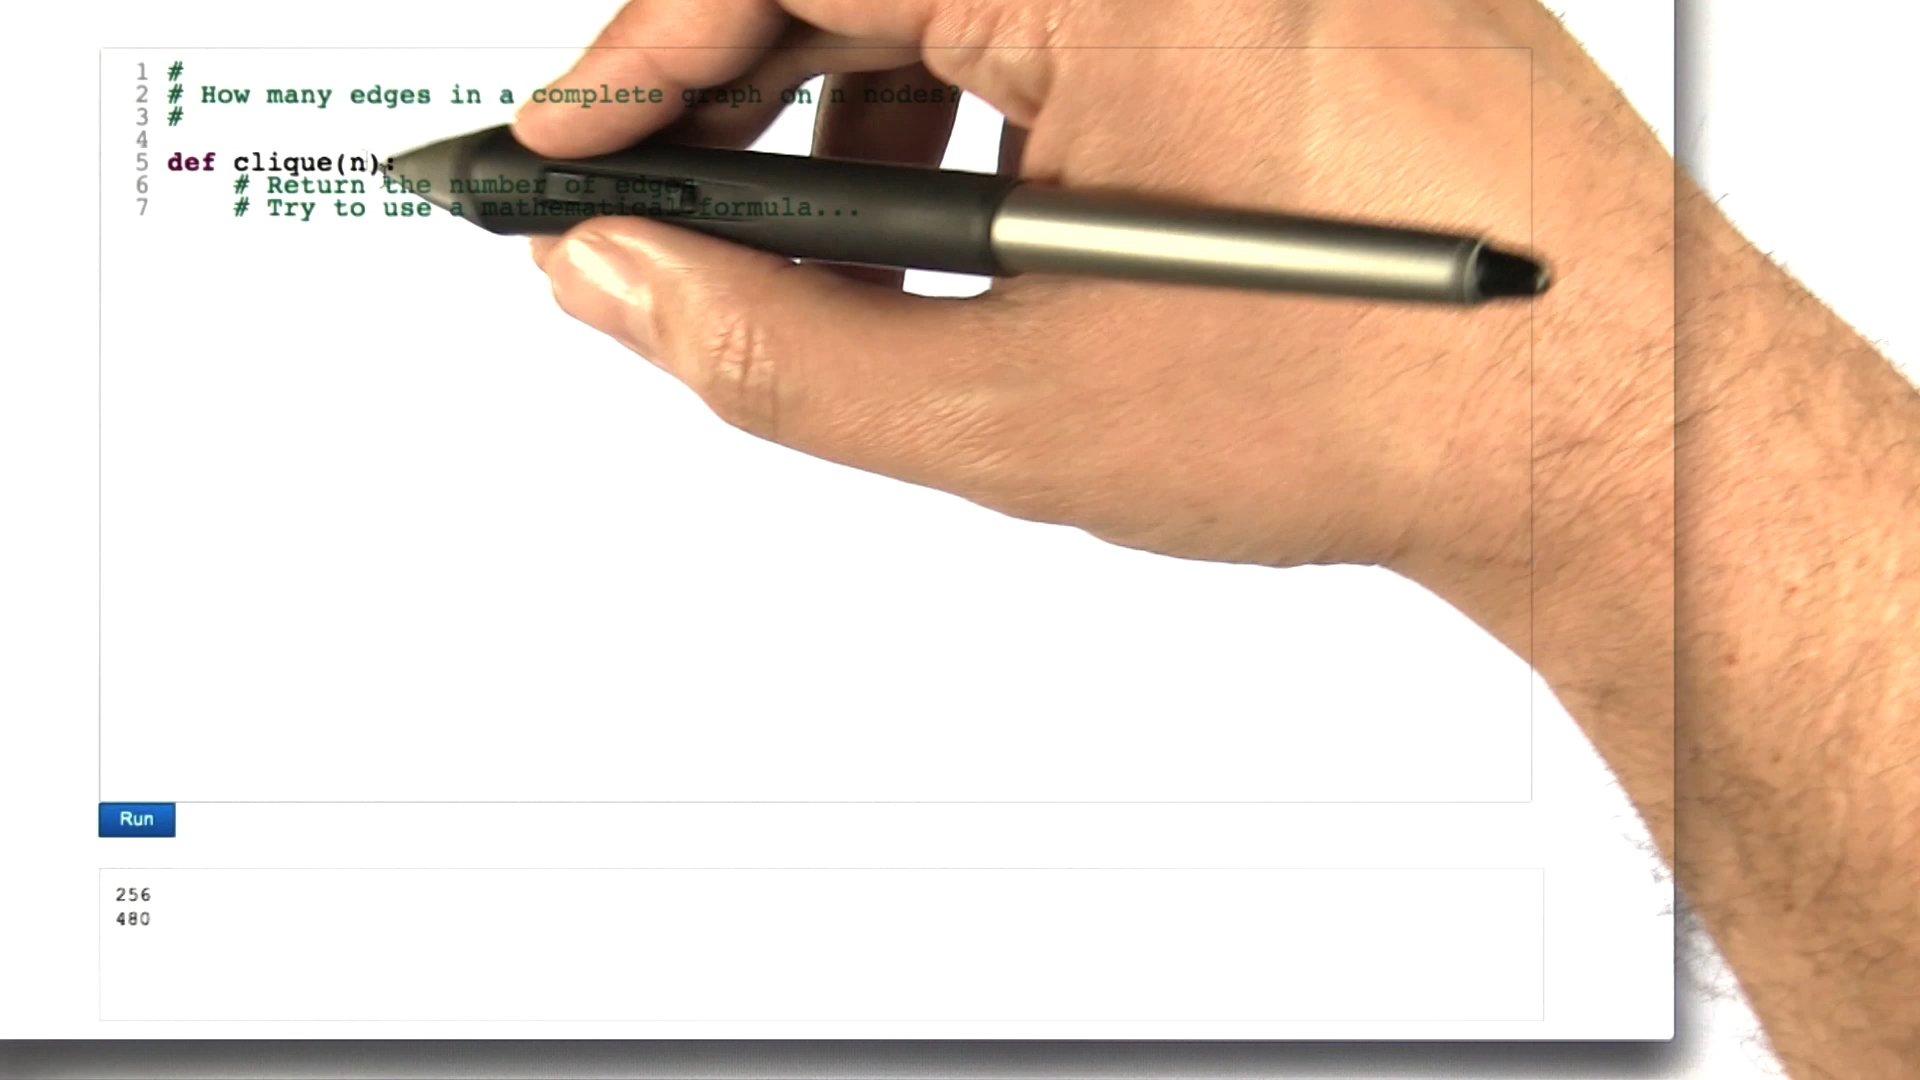 1 #
2 # How many edges in a complete graph on n nodes?
3 #
4
5 def clique(n):
6 # Return the number of edges
7 # Try to use a mathematical formula...
Run
256
480